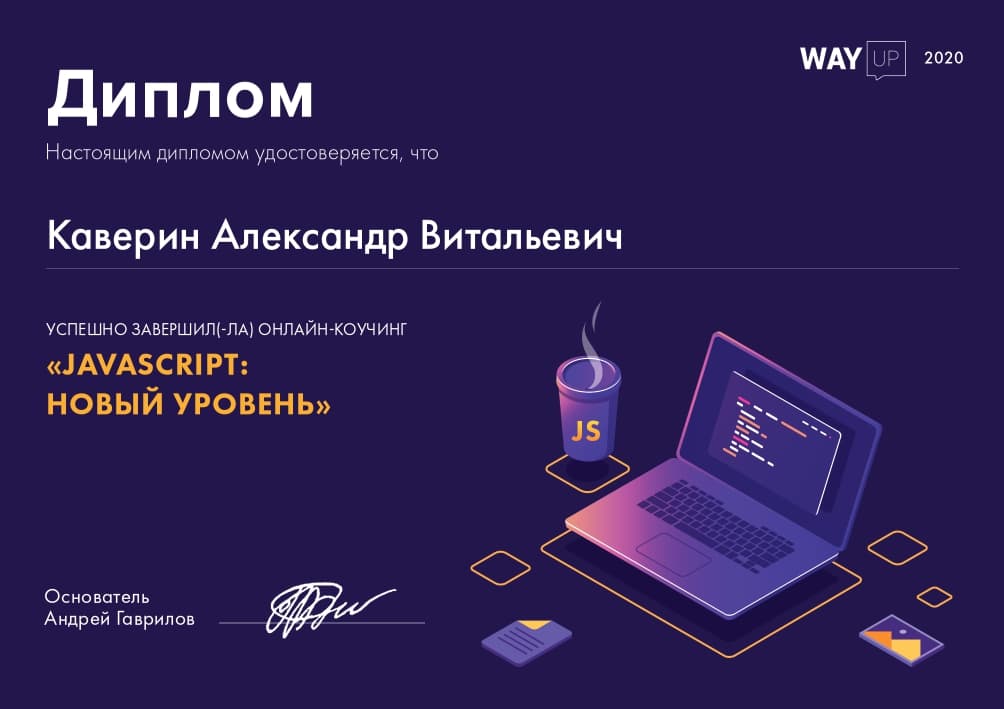 WAY UP 2020
Диплом
Настоящим дипломом удостоверяется, что
Каверин Александр Витальевич
УСПЕШНО ЗАВЕРШИЛ(-ЛА) ОНЛАЙН-КОУЧИНГ
«JAVASCRIPT:
НОВЫЙ УРОВЕНЬ»
JS
Основатель
Андрей Гаврилов